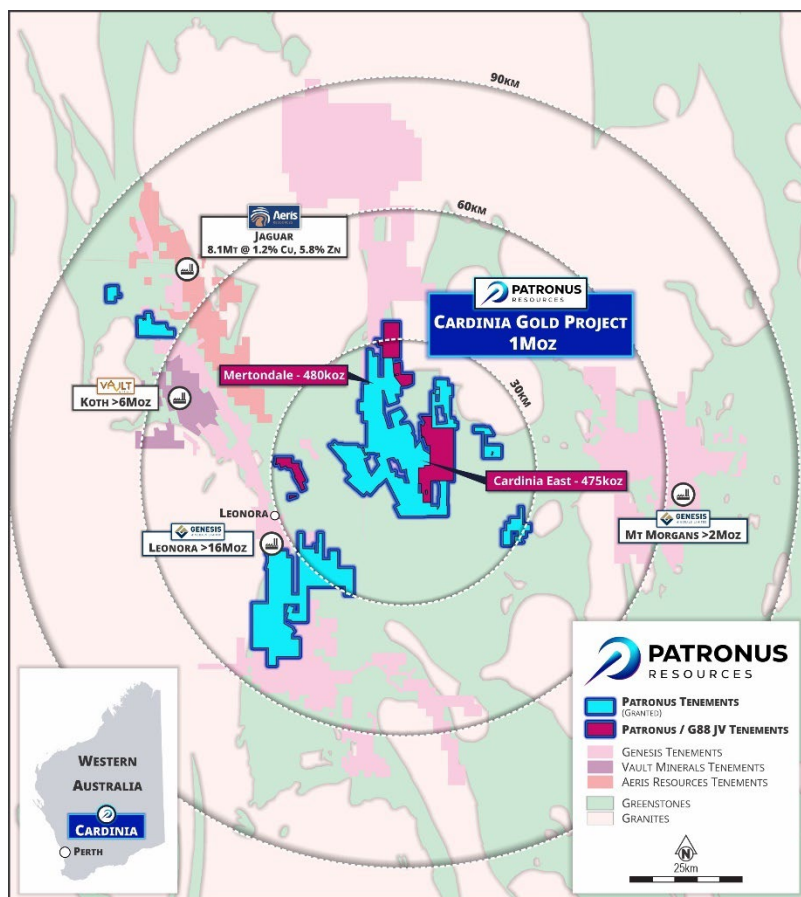 90KM
60KM
Aeris
RESOURCES
JAGUAR
8.1MT @ 1.2% CU, 5.8% ZN
PATRONUS
RESOURCES
CARDINIA GOLD PROJECT
1MOZ
30KM
Mertondale - 480koz
VAULT
KOTH >6MOZ
Cardinia East - 475koz
LEONORA
GENESIS
LEONORA >16MOZ
GENESIS
MT MORGANS >2MOZ
WESTERN
AUSTRALIA
CARDINIA
PERTH
PATRONUS
RESOURCES
PATRONUS TENEMENTS
(GRANTED)
PATRONUS / G88 JV TENEMENTS
GENESIS TENEMENTS
VAULT MINERALS TENEMENTS
AERIS RESOURCES TENEMENTS
GREENSTONES
GRANITES
N
25km